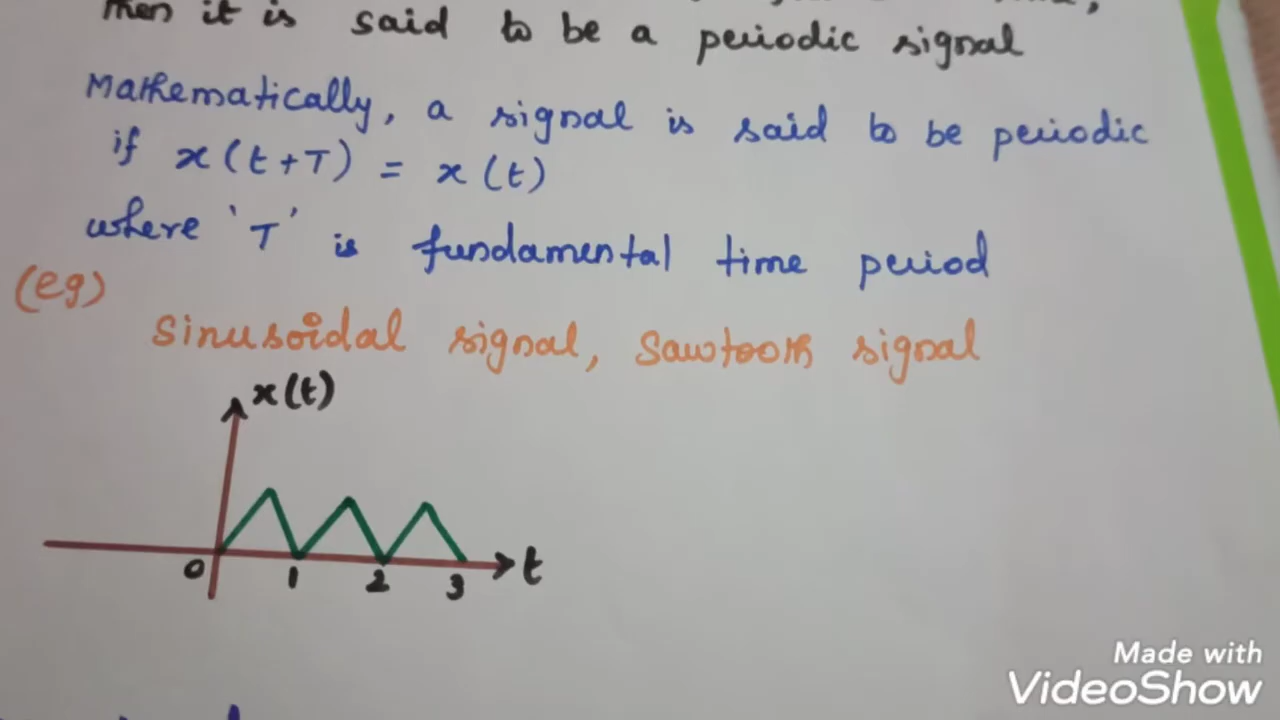 then it is said to be a periodic signal
Mathematically, a signal is said to be periodic
if x(t+T) = x(t)
where 'T' is fundamental time period
(eg)
Sinusoidal signal, Sawtooth signal
x(t)
0 1 2 3 t
Made with
VideoShow